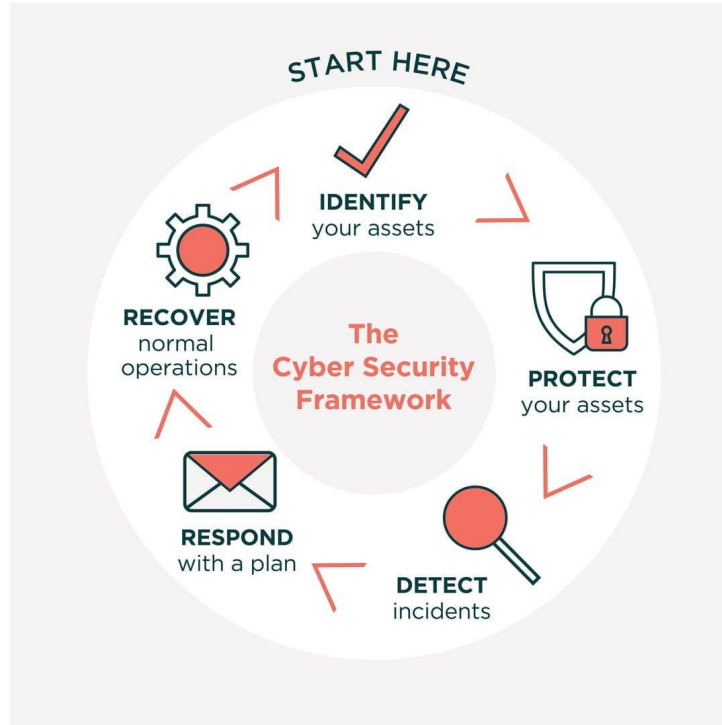 START HERE
IDENTIFY
your assets
PROTECT
your assets
DETECT
incidents
RESPOND
with a plan
RECOVER
normal
operations
The
Cyber Security
Framework